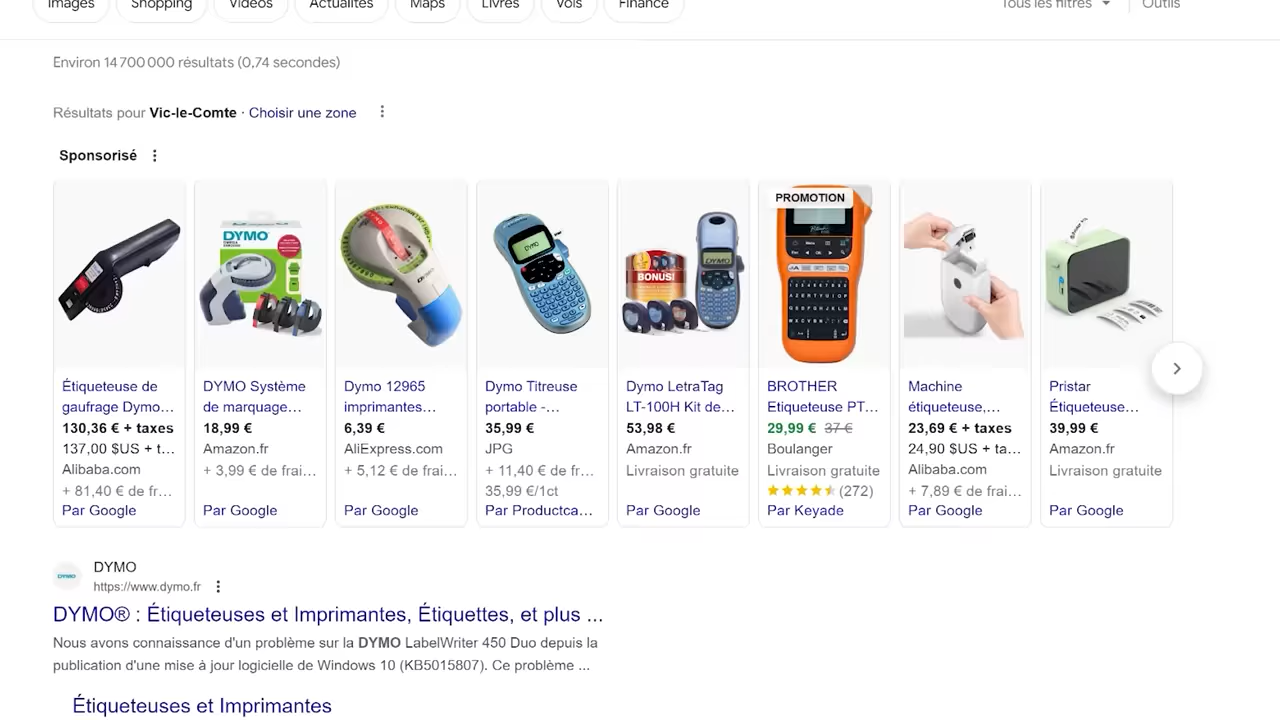 Images
Shopping
Vidéos
Actualités
Maps
Livres
Vols
Finance
Tous les filtres
Outils
Environ 14 700 000 résultats (0,74 secondes)
Résultats pour Vic-le-Comte · Choisir une zone
Sponsorisé
DYMO
BONUS!
DYMO
PROMOTION
Étiqueteuse de
gaufrage Dymo...
130,36 € + taxes
137,00 $US + t...
Alibaba.com
+ 81,40 € de fr...
Par Google
DYMO Système
de marquage...
18,99 €
Amazon.fr
+ 3,99 € de frai...
Par Google
Dymo 12965
imprimantes...
6,39 €
AliExpress.com
+ 5,12 € de frai...
Par Google
Dymo Titreuse
portable -...
35,99 €
JPG
+ 11,40 € de fr...
35,99 €/1ct
Par Productca...
Dymo LetraTag
LT-100H Kit de...
53,98 €
Amazon.fr
Livraison gratuite
Par Google
BROTHER
Etiqueteuse PT...
29,99 € 37 €
Boulanger
Livraison gratuite
(272)
Par Keyade
Machine
étiqueteuse,...
23,69 € + taxes
24,90 $US + ta...
Alibaba.com
+ 7,89 € de frai...
Par Google
Pristar
Étiqueteuse...
39,99 €
Amazon.fr
Livraison gratuite
Par Google
DYMO
DYMO
https://www.dymo.fr
DYMO® : Étiqueteuses et Imprimantes, Étiquettes, et plus ...
Nous avons connaissance d'un problème sur la DYMO LabelWriter 450 Duo depuis la
publication d'une mise à jour logicielle de Windows 10 (KB5015807). Ce problème ...
Étiqueteuses et Imprimantes